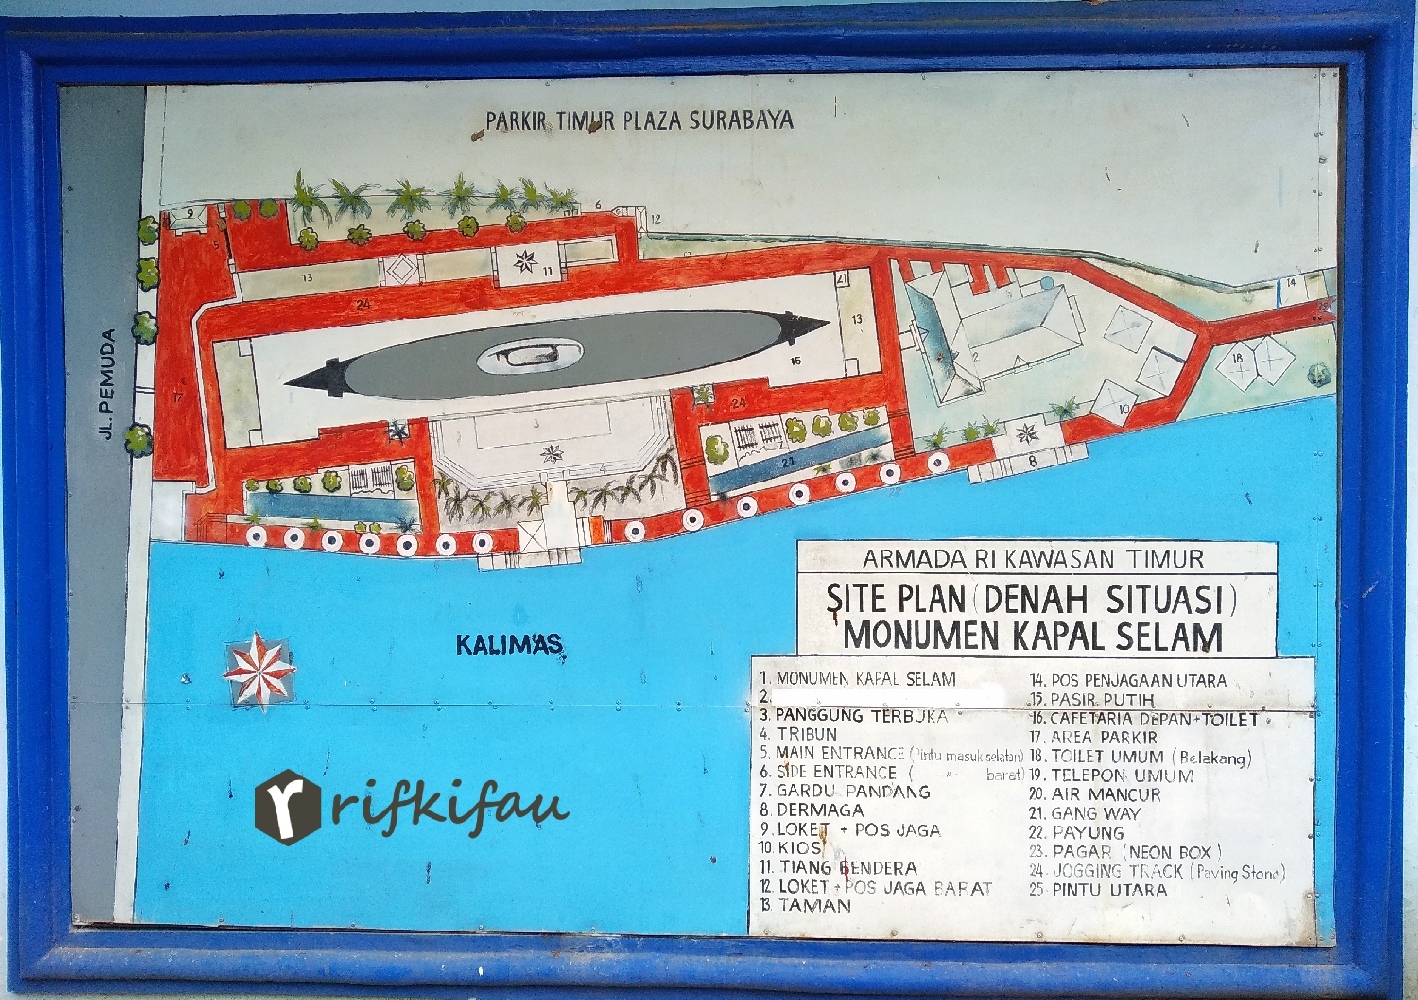 PARKIR TIMUR PLAZA SURABAYA
JL. PEMUDA
9
5
6
12
13
11
24
17
13
16
14
25
2
18
10
3
4
24
7
21
8
22
17
KALIMAS
rifkifau
ARMADA RI KAWASAN TIMUR
SITE PLAN (DENAH SITUASI)
MONUMEN KAPAL SELAM
1. MONUMEN KAPAL SELAM
2.
3. PANGGUNG TERBUKA
4. TRIBUN
5. MAIN ENTRANCE (Pintu masuk selatan)
6. SIDE ENTRANCE ( -"- barat)
7. GARDU PANDANG
8. DERMAGA
9. LOKET + POS JAGA
10. KIOS
11. TIANG BENDERA
12. LOKET + POS JAGA BARAT
13. TAMAN
14. POS PENJAGAAN UTARA
15. PASIR PUTIH
16. CAFETARIA DEPAN+TOILET
17. AREA PARKIR
18. TOILET UMUM (Belakang)
19. TELEPON UMUM
20. AIR MANCUR
21. GANG WAY
22. PAYUNG
23. PAGAR (NEON BOX)
24. JOGGING TRACK (Paving Stone)
25. PINTU UTARA